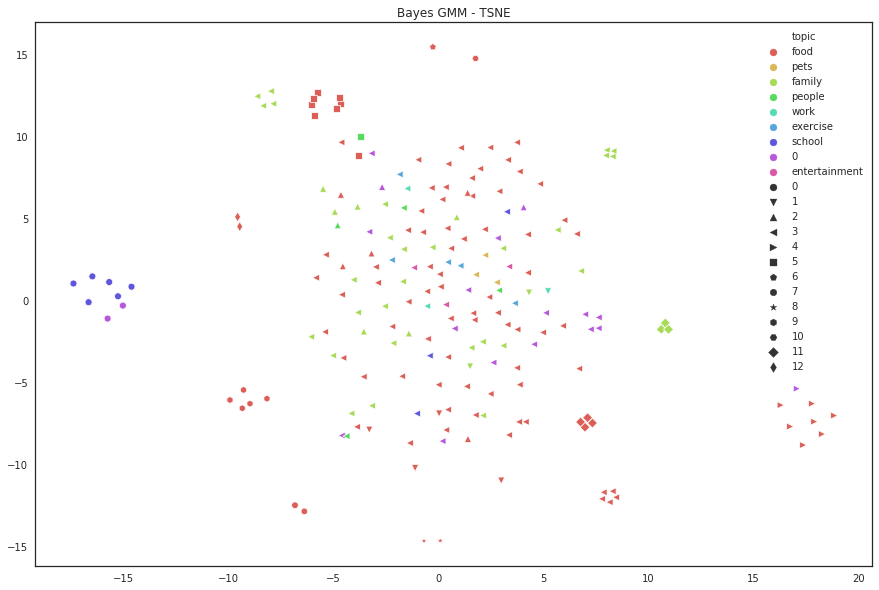 Bayes GMM - TSNE
topic
food
pets
family
people
work
exercise
school
0
entertainment
0
1
2
3
4
5
6
7
8
9
10
11
12
15
10
5
0
−5
−10
−15
−15
−10
−5
0
5
10
15
20